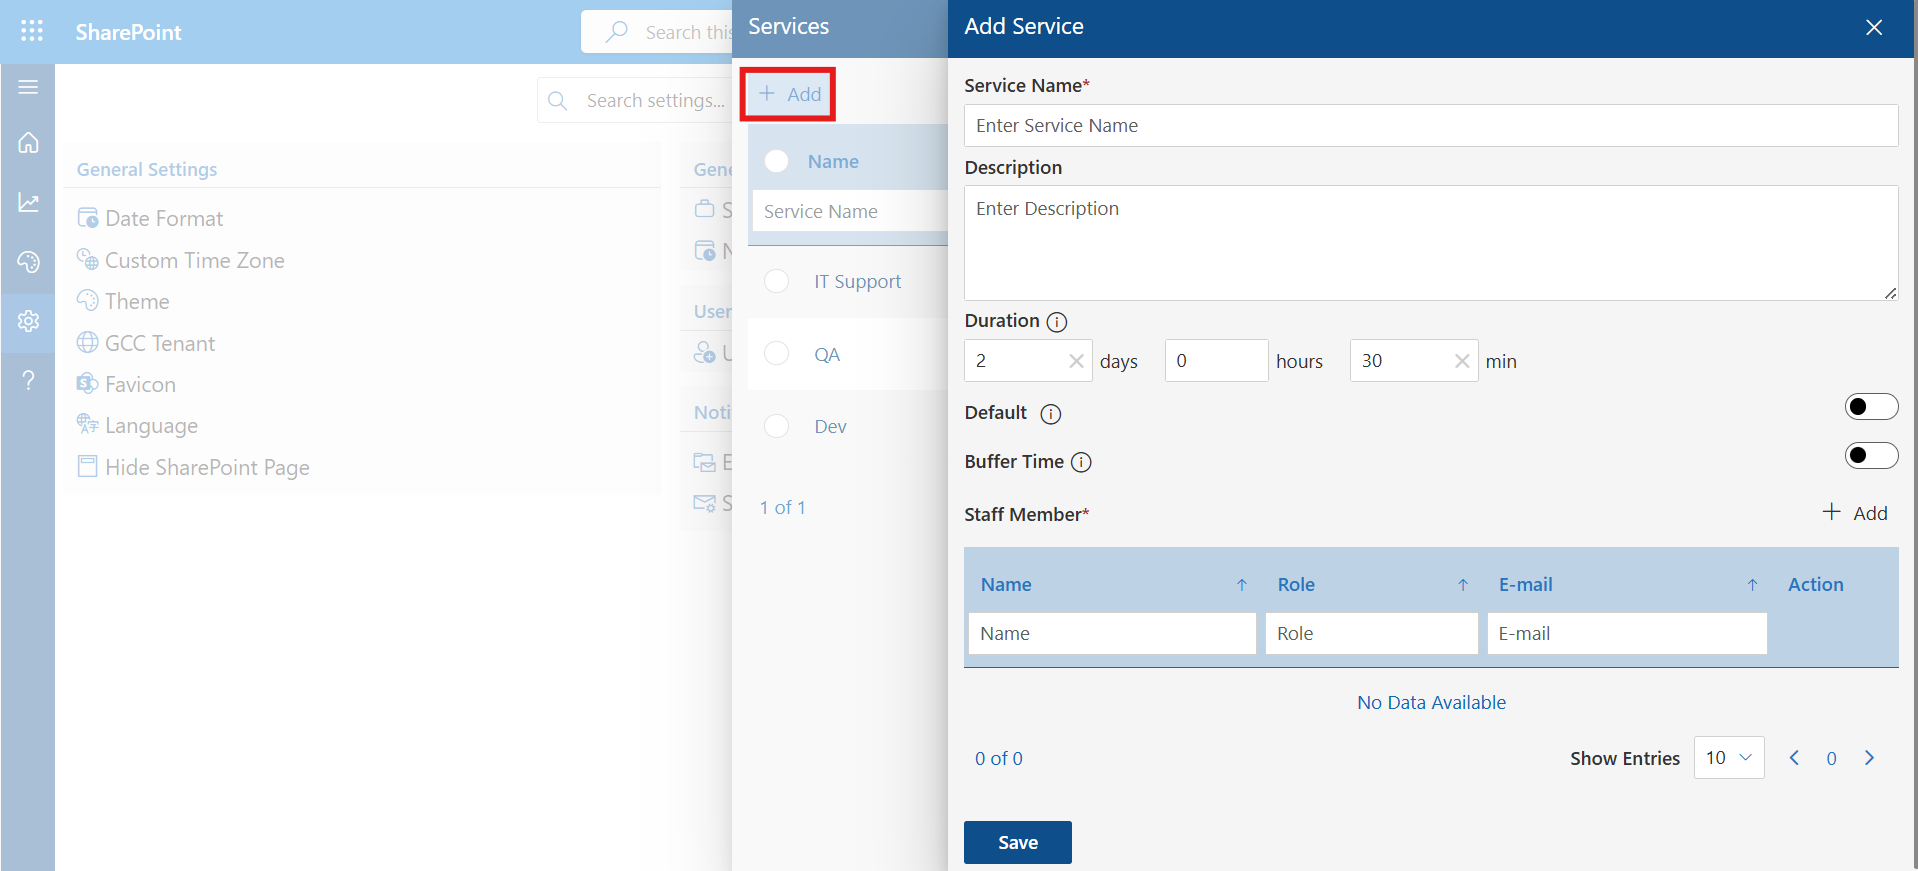 SharePoint
Search this
Search settings...
General Settings
Date Format
Custom Time Zone
Theme
GCC Tenant
Favicon
Language
Hide SharePoint Page
Services
+ Add
Name
Service Name
IT Support
QA
Dev
1 of 1
Add Service
Service Name*
Enter Service Name
Description
Enter Description
Duration
2 days 0 hours 30 min
Default
Buffer Time
Staff Member* + Add
Name Role E-mail Action
Name Role E-mail
No Data Available
0 of 0 Show Entries 10 0
Save